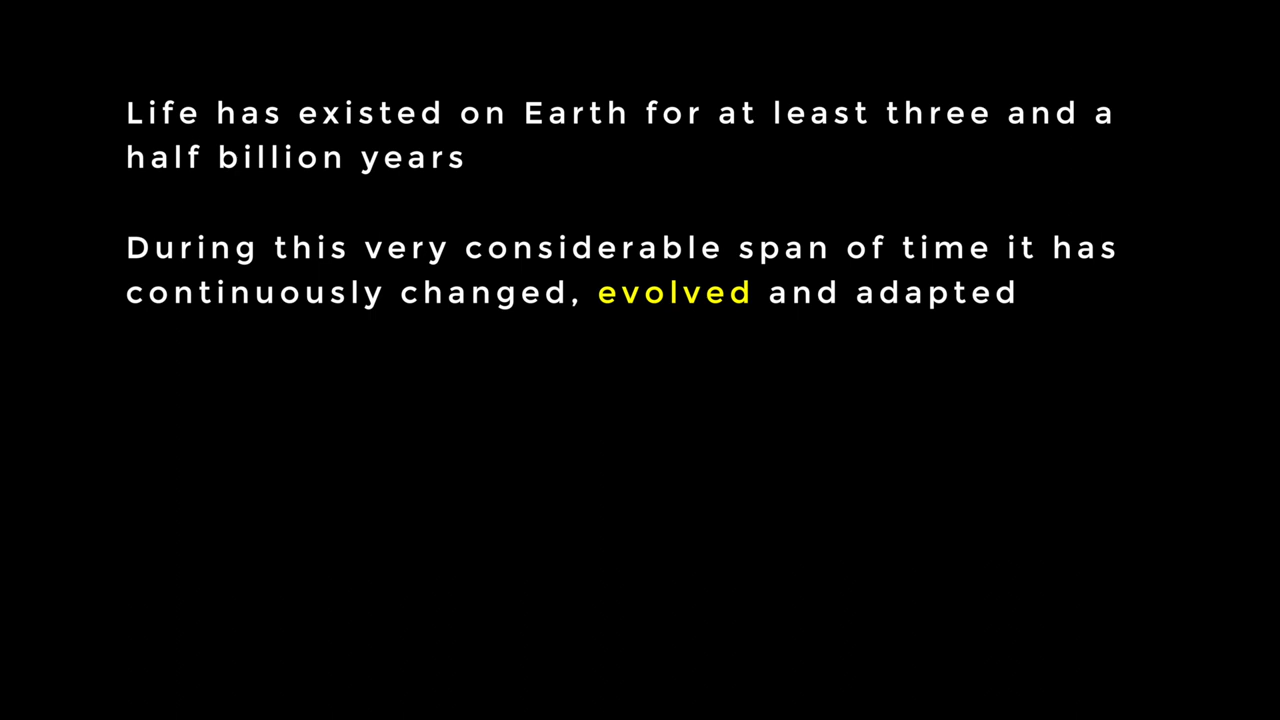 Life has existed on Earth for at least three and a
half billion years
During this very considerable span of time it has
continuously changed, evolved and adapted